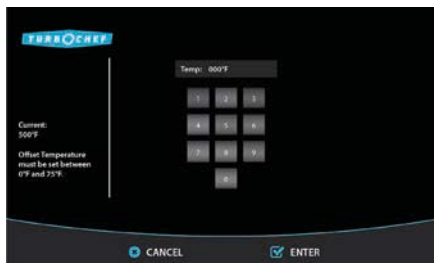 TURBOCHEF
Temp: 000°F
1 2 3
4 5 6
7 8 9
0
Current:
500°F
Offset Temperature
must be set between
0°F and 75°F.
CANCEL ENTER